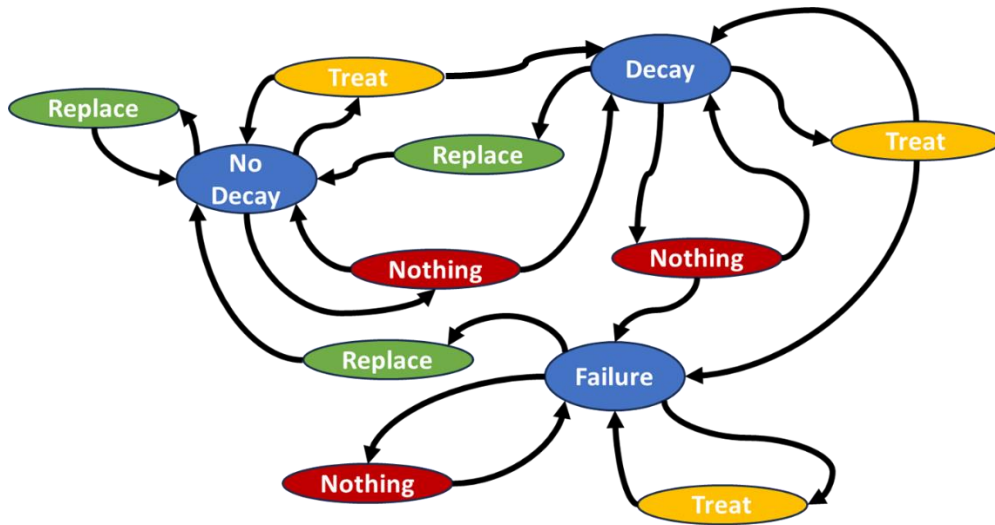 Decay
Treat
Replace
Treat
Replace
No
Decay
Nothing
Nothing
Replace
Failure
Nothing
Treat